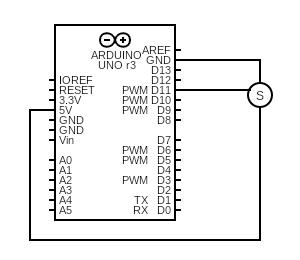 ARDUINO
UNO r3
AREF
GND
D13
IOREF D12
RESET PWM D11
3.3V PWM D10
5V PWM D9
GND D8
GND
Vin D7
PWM D6
A0 PWM D5
A1 D4
A2 PWM D3
A3 D2
A4 TX D1
A5 RX D0
S